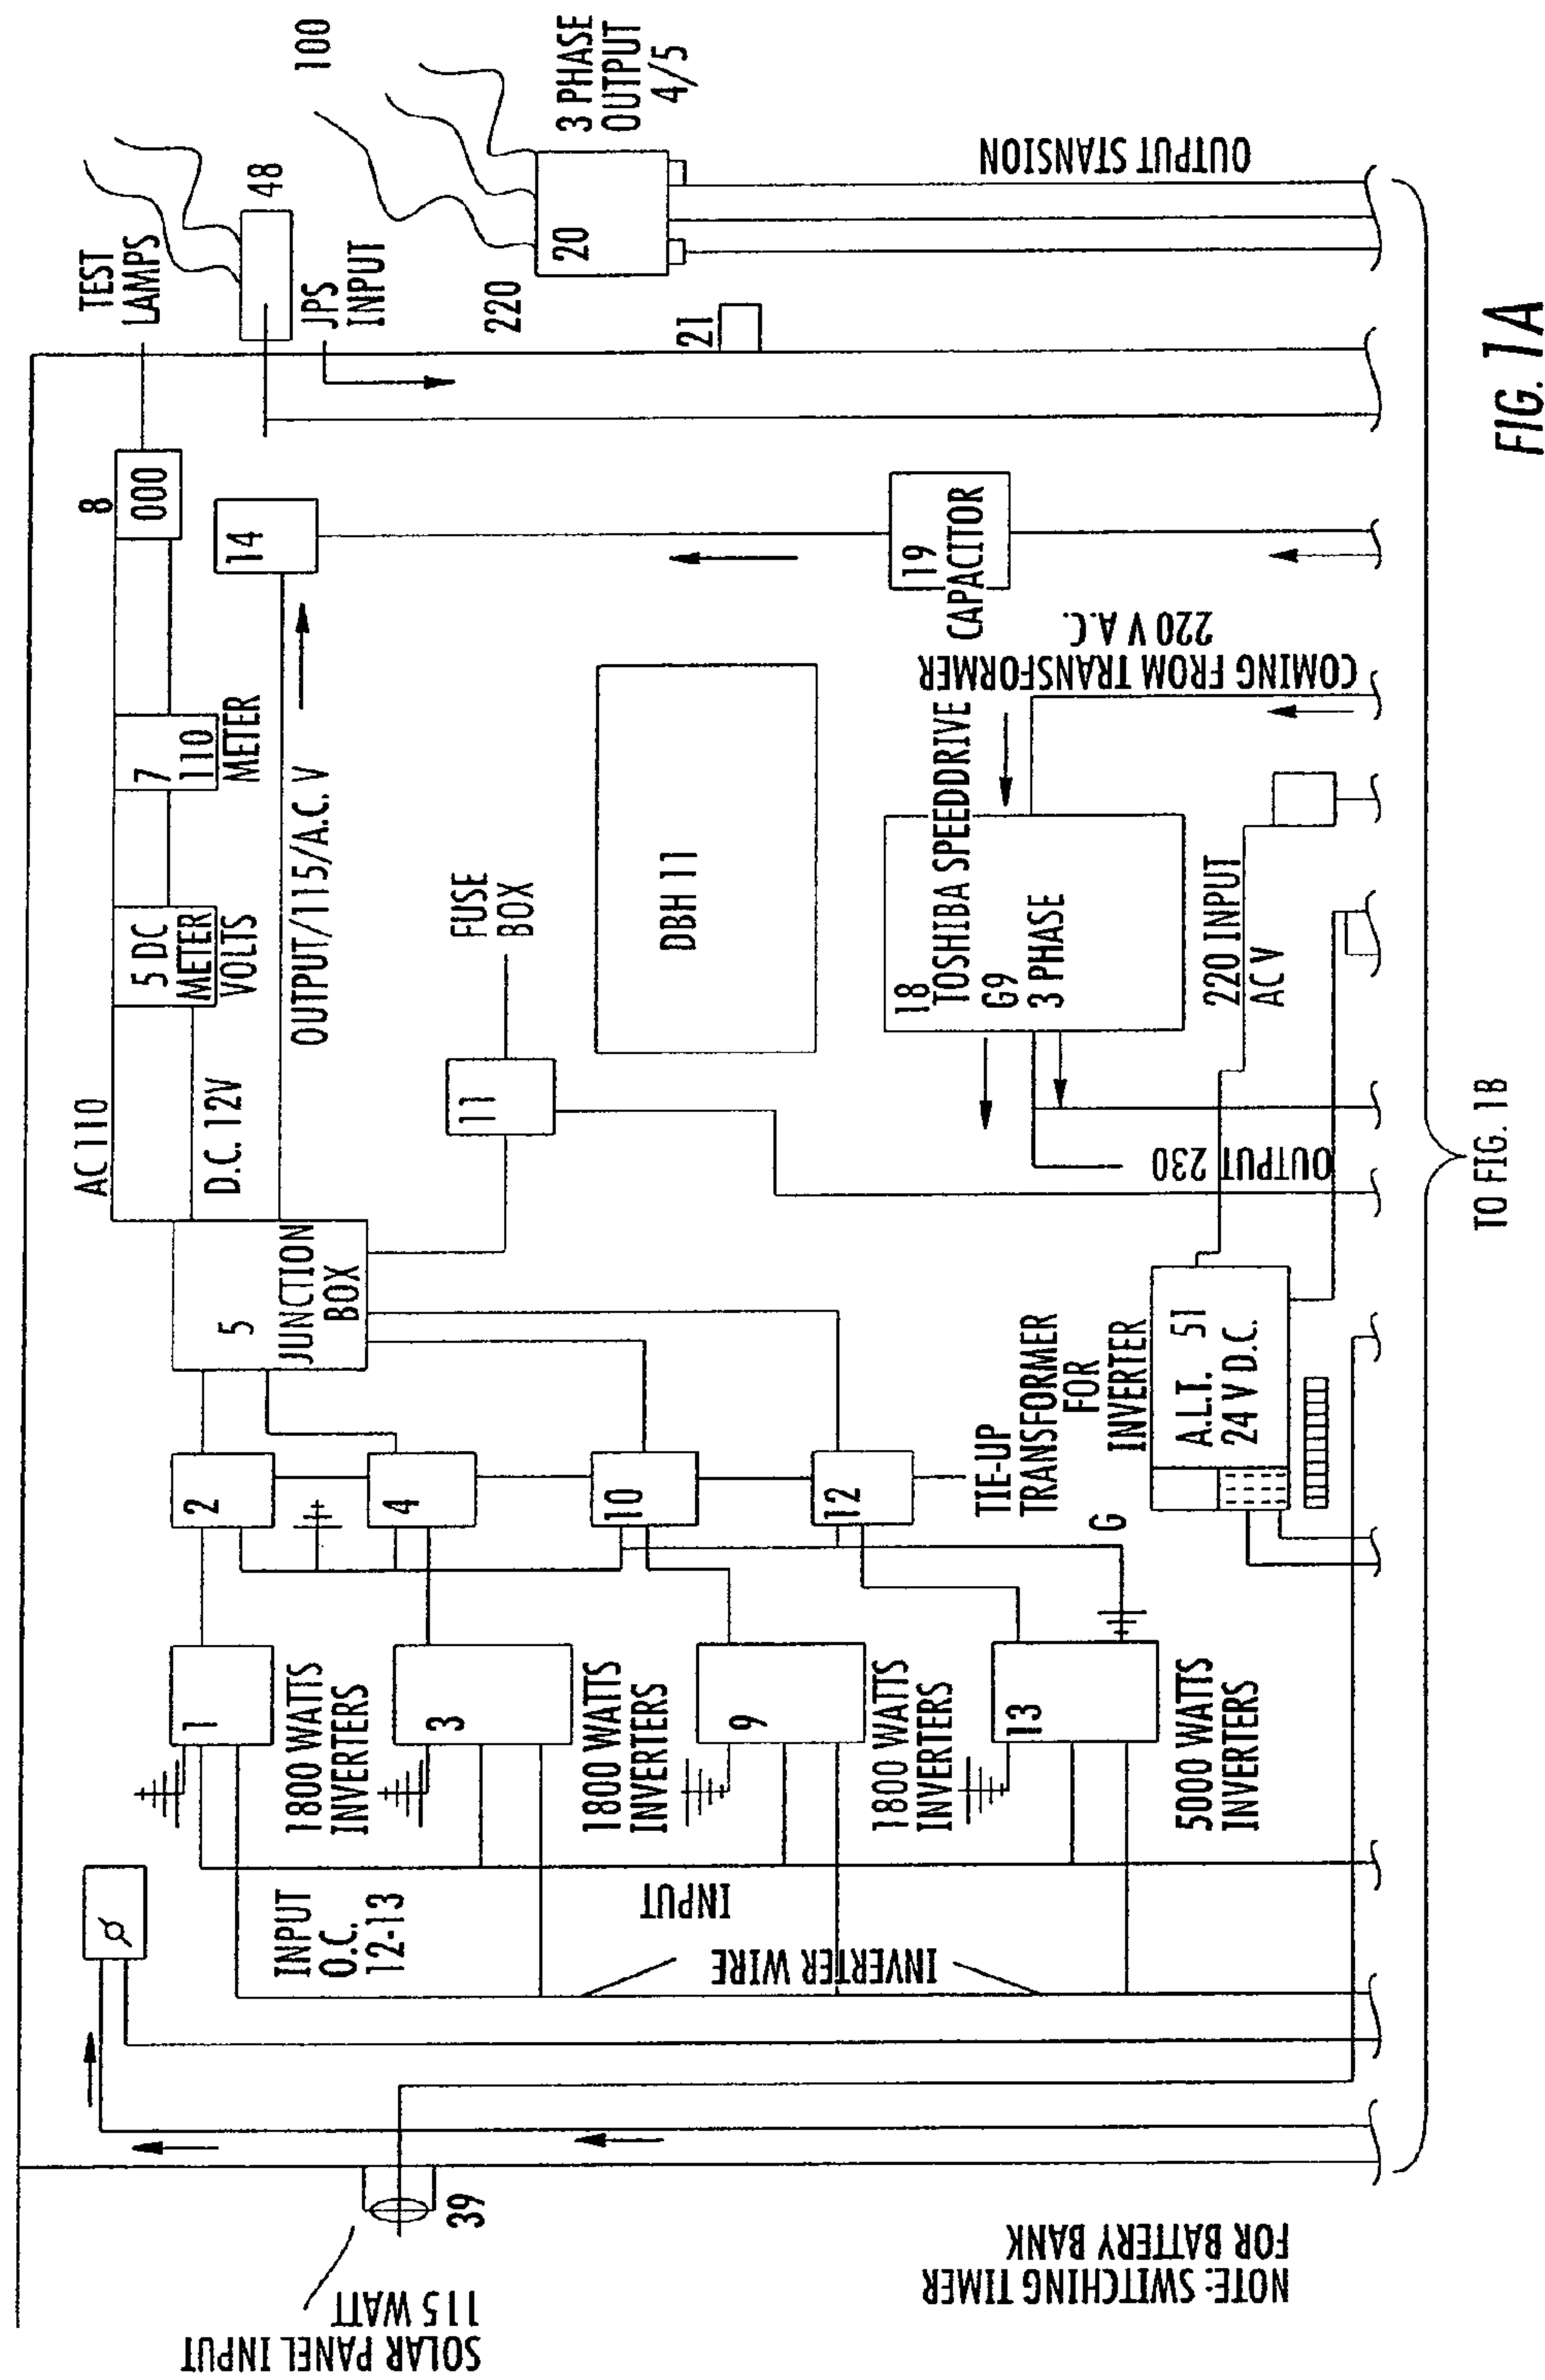 100
TEST
LAMPS
48
JPS
INPUT
220
20
3 PHASE
OUTPUT
4/5
OUTPUT STANSION
21
8
000
14
7
110
METER
5 DC
METER
VOLTS
AC 110
D.C. 12V
OUTPUT/115/A.C. V
5
JUNCTION
BOX
FUSE
BOX
11
DBH 11
19
CAPACITOR
220 V A.C.
COMING FROM TRANSFORMER
18
TOSHIBA SPEEDDRIVE
G9
3 PHASE
OUTPUT 230
220 INPUT
AC V
A.L.T. 51
24 V D.C.
TIE-UP
TRANSFORMER
FOR
INVERTER
G
2
4
10
12
1
1800 WATTS
INVERTERS
3
1800 WATTS
INVERTERS
9
1800 WATTS
INVERTERS
13
5000 WATTS
INVERTERS
INPUT
O.C.
12-13
INPUT
INVERTER WIRE
39
SOLAR PANEL INPUT
115 WATT
NOTE: SWITCHING TIMER
FOR BATTERY BANK
TO FIG. 1B
FIG. 1A